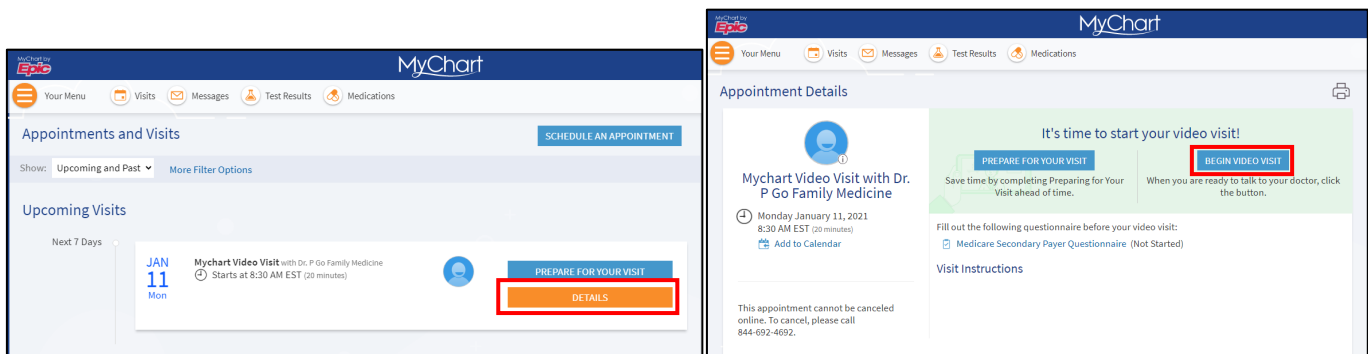 MyChart by
Epic
MyChart
Your Menu Visits Messages Test Results Medications
Appointments and Visits
SCHEDULE AN APPOINTMENT
Show: Upcoming and Past More Filter Options
Upcoming Visits
Next 7 Days
JAN
11
Mon
Mychart Video Visit with Dr. P Go Family Medicine
Starts at 8:30 AM EST (20 minutes)
PREPARE FOR YOUR VISIT
DETAILS
MyChart by
Epic
MyChart
Your Menu Visits Messages Test Results Medications
Appointment Details
Mychart Video Visit with Dr.
P Go Family Medicine
Monday January 11, 2021
8:30 AM EST (20 minutes)
Add to Calendar
This appointment cannot be canceled
online. To cancel, please call
844-692-4692.
It's time to start your video visit!
PREPARE FOR YOUR VISIT
Save time by completing Preparing for Your
Visit ahead of time.
BEGIN VIDEO VISIT
When you are ready to talk to your doctor, click
the button.
Fill out the following questionnaire before your video visit:
Medicare Secondary Payer Questionnaire (Not Started)
Visit Instructions